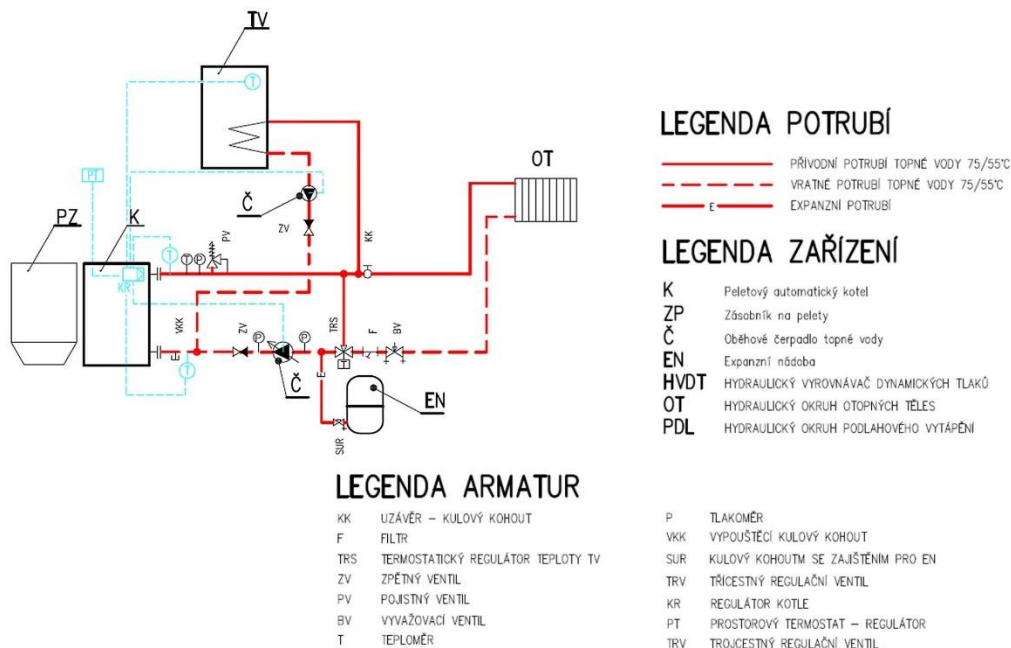 TV
T
OT
PT
Č
PZ
K
ZV
PV
KK
T
P
T
KR
VKK
ZV
P
P
TRS
F
BV
E
T
Č
E
EN
SUR
LEGENDA POTRUBÍ
PŘÍVODNÍ POTRUBÍ TOPNÉ VODY 75/55°C
VRATNÉ POTRUBÍ TOPNÉ VODY 75/55°C
E EXPANZNÍ POTRUBÍ
LEGENDA ZAŘÍZENÍ
K Peletový automatický kotel
ZP Zásobník na pelety
Č Oběhové čerpadlo topné vody
EN Expanzní nádoba
HVDT HYDRAULICKÝ VYROVNÁVAČ DYNAMICKÝCH TLAKŮ
OT HYDRAULICKÝ OKRUH OTOPNÝCH TĚLES
PDL HYDRAULICKÝ OKRUH PODLAHOVÉHO VYTÁPĚNÍ
LEGENDA ARMATUR
KK UZÁVĚR – KULOVÝ KOHOUT
F FILTR
TRS TERMOSTATICKÝ REGULÁTOR TEPLOTY TV
ZV ZPĚTNÝ VENTIL
PV POJISTNÝ VENTIL
BV VYVAŽOVACÍ VENTIL
T TEPLOMĚR
P TLAKOMĚR
VKK VYPOUŠTĚCÍ KULOVÝ KOHOUT
SUR KULOVÝ KOHOUTM SE ZAJIŠTĚNÍM PRO EN
TRV TŘÍCESTNÝ REGULAČNÍ VENTIL
KR REGULÁTOR KOTLE
PT PROSTOROVÝ TERMOSTAT – REGULÁTOR
TRV TROJCESTNÝ REGULAČNÍ VENTIL